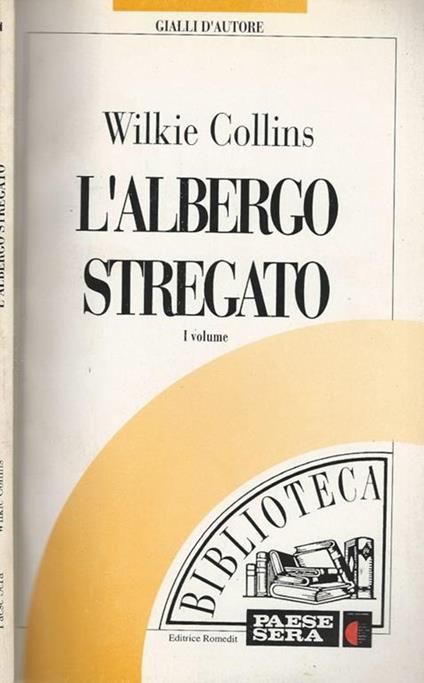 GIALLI D'AUTORE
Wilkie Collins
L'ALBERGO
STREGATO
I volume
BIBLIOTECA
PAESE
SERA
Editrice Romedit
L'ALBERGO STREGATO
Wilkie Collins
Paese Sera